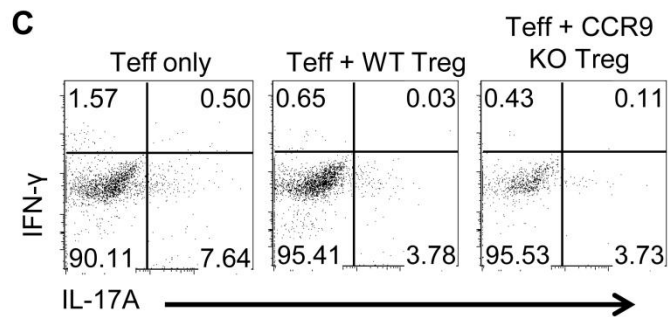 C
Teff only
Teff + WT Treg
Teff + CCR9
KO Treg
1.57 0.50
0.65 0.03
0.43 0.11
IFN-γ
90.11 7.64
95.41 3.78
95.53 3.73
IL-17A